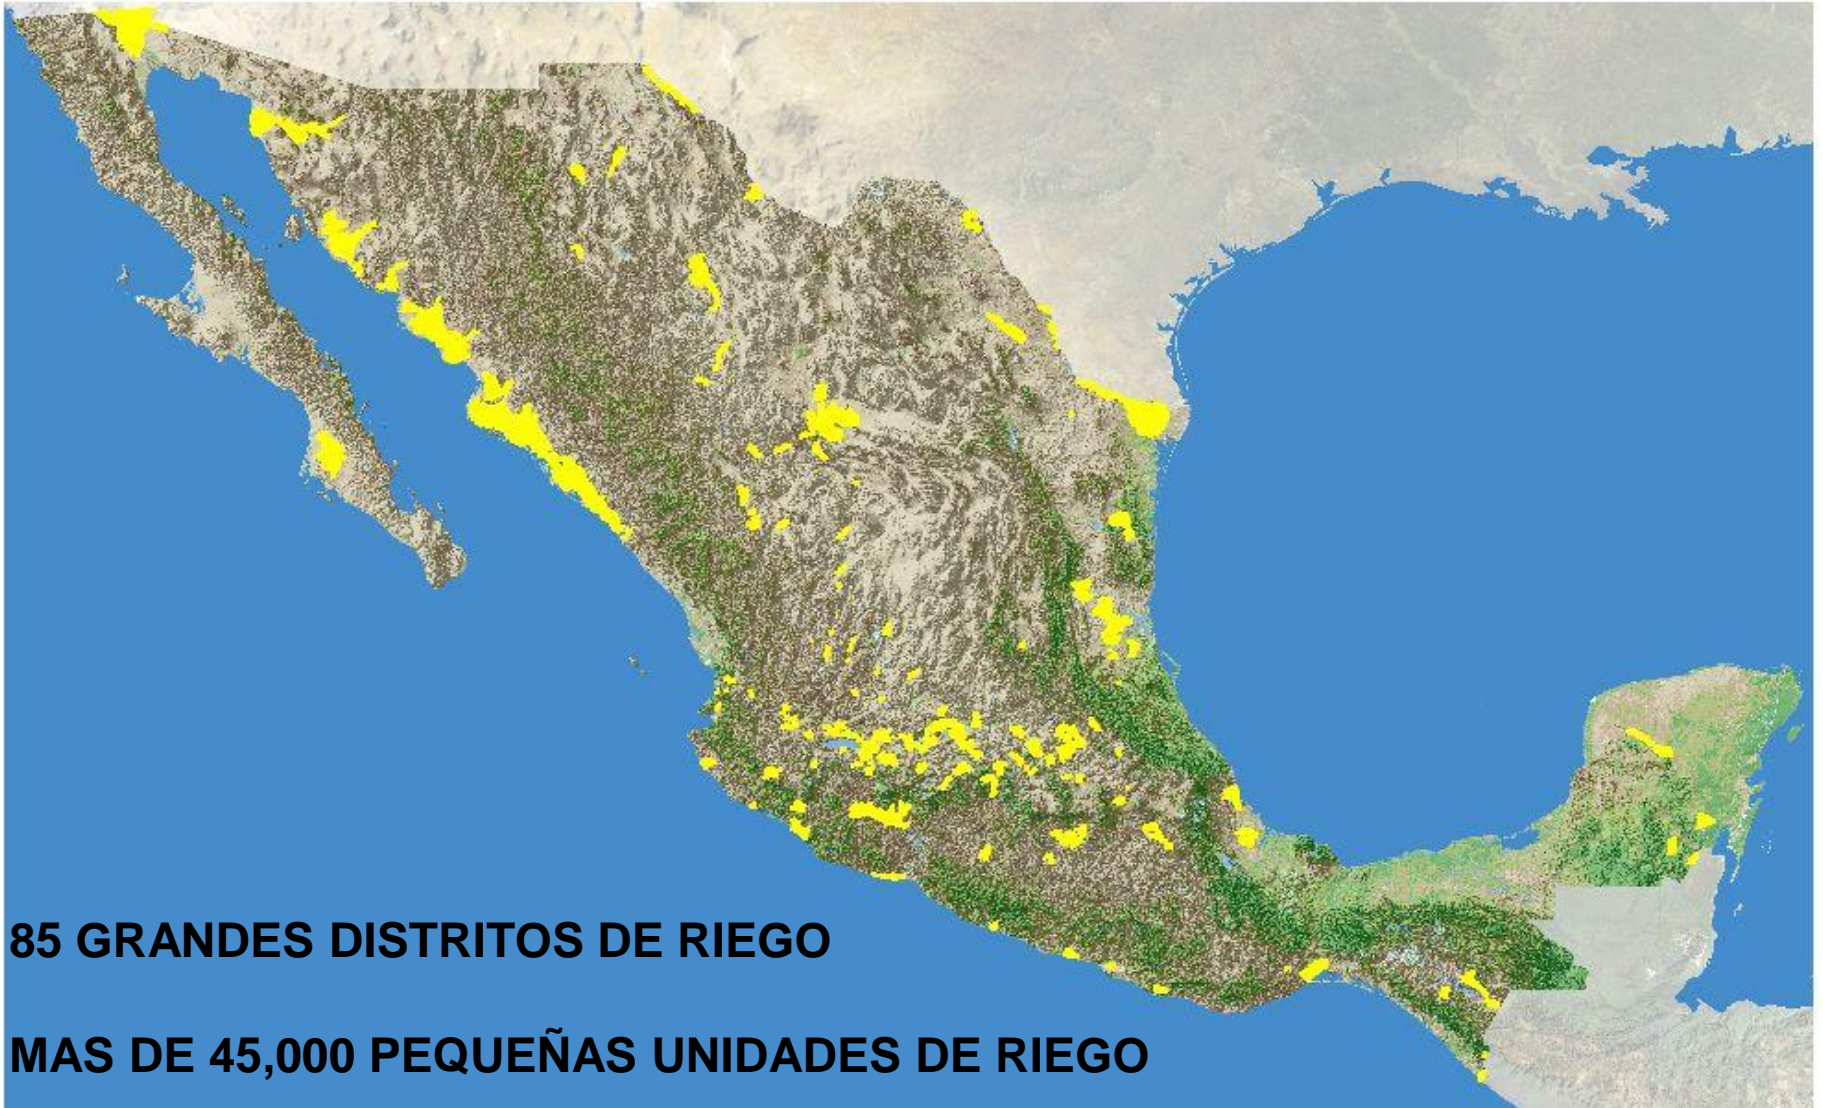 85 GRANDES DISTRITOS DE RIEGO
MAS DE 45,000 PEQUEÑAS UNIDADES DE RIEGO